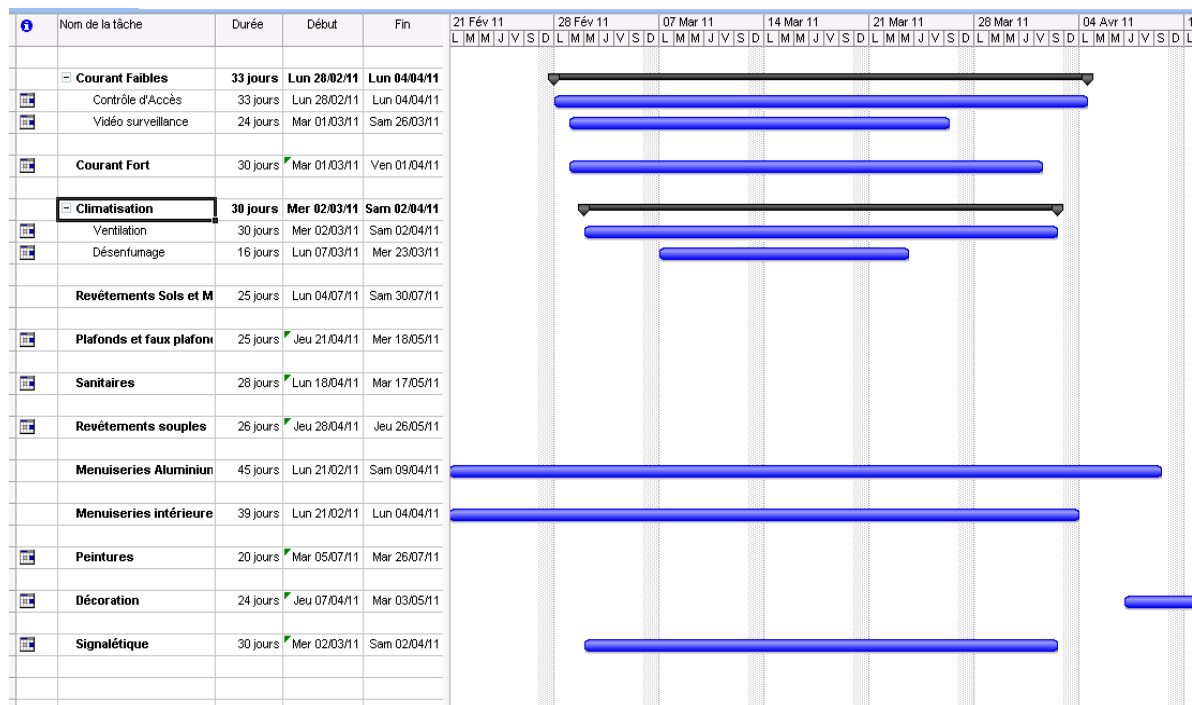 Nom de la tâche Durée Début Fin 21 Fév 11 28 Fév 11 07 Mar 11 14 Mar 11 21 Mar 11 28 Mar 11 04 Avr 11 1
L M M J V S D L M M J V S D L M M J V S D L M M J V S D L M M J V S D L M M J V S D L M M J V S D L
Courant Faibles 33 jours Lun 28/02/11 Lun 04/04/11
Contrôle d'Accès 33 jours Lun 28/02/11 Lun 04/04/11
Vidéo surveillance 24 jours Mar 01/03/11 Sam 26/03/11
Courant Fort 30 jours Mar 01/03/11 Ven 01/04/11
Climatisation 30 jours Mer 02/03/11 Sam 02/04/11
Ventilation 30 jours Mer 02/03/11 Sam 02/04/11
Désenfumage 16 jours Lun 07/03/11 Mer 23/03/11
Revêtements Sols et M 25 jours Lun 04/07/11 Sam 30/07/11
Plafonds et faux plafon 25 jours Jeu 21/04/11 Mer 18/05/11
Sanitaires 28 jours Lun 18/04/11 Mar 17/05/11
Revêtements souples 26 jours Jeu 28/04/11 Jeu 26/05/11
Menuiseries Aluminiun 45 jours Lun 21/02/11 Sam 09/04/11
Menuiseries intérieure 39 jours Lun 21/02/11 Lun 04/04/11
Peintures 20 jours Mar 05/07/11 Mar 26/07/11
Décoration 24 jours Jeu 07/04/11 Mar 03/05/11
Signalétique 30 jours Mer 02/03/11 Sam 02/04/11